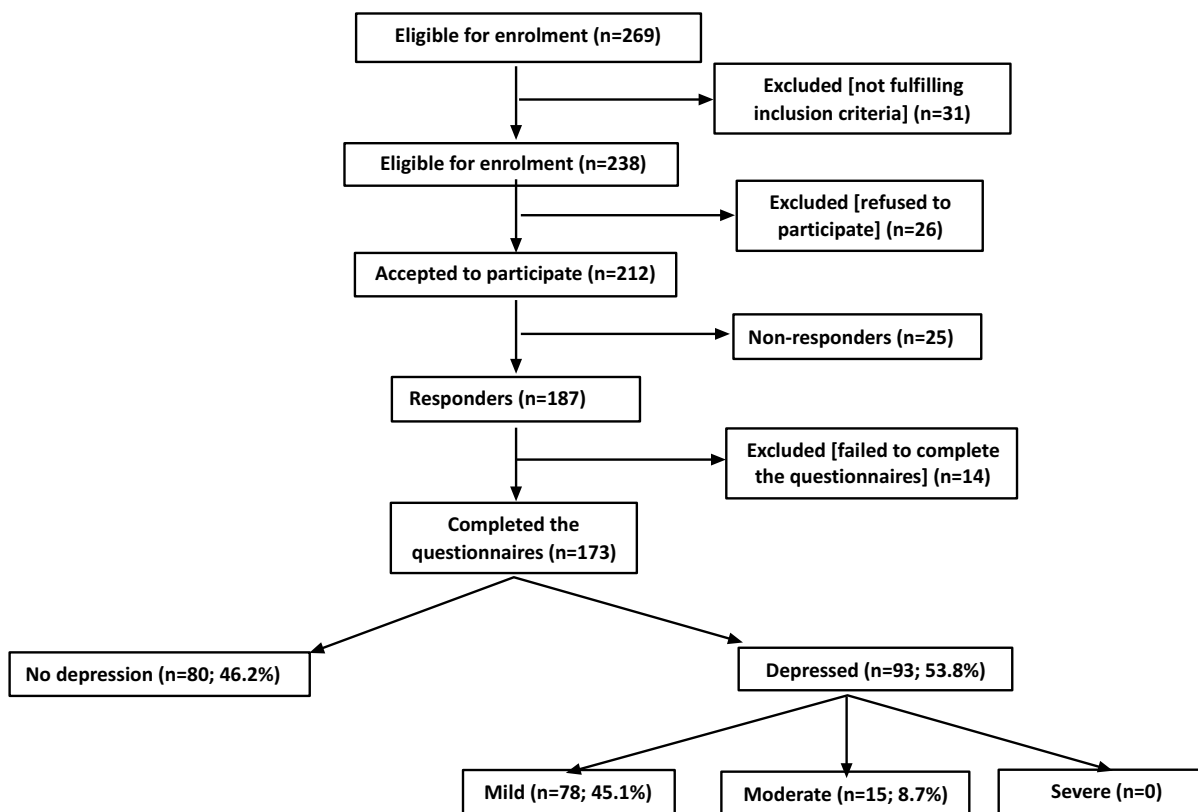 Eligible for enrolment (n=269)
Excluded [not fulfilling
inclusion criteria] (n=31)
Eligible for enrolment (n=238)
Excluded [refused to
participate] (n=26)
Accepted to participate (n=212)
Non-responders (n=25)
Responders (n=187)
Excluded [failed to complete
the questionnaires] (n=14)
Completed the
questionnaires (n=173)
No depression (n=80; 46.2%)
Depressed (n=93; 53.8%)
Mild (n=78; 45.1%)
Moderate (n=15; 8.7%)
Severe (n=0)